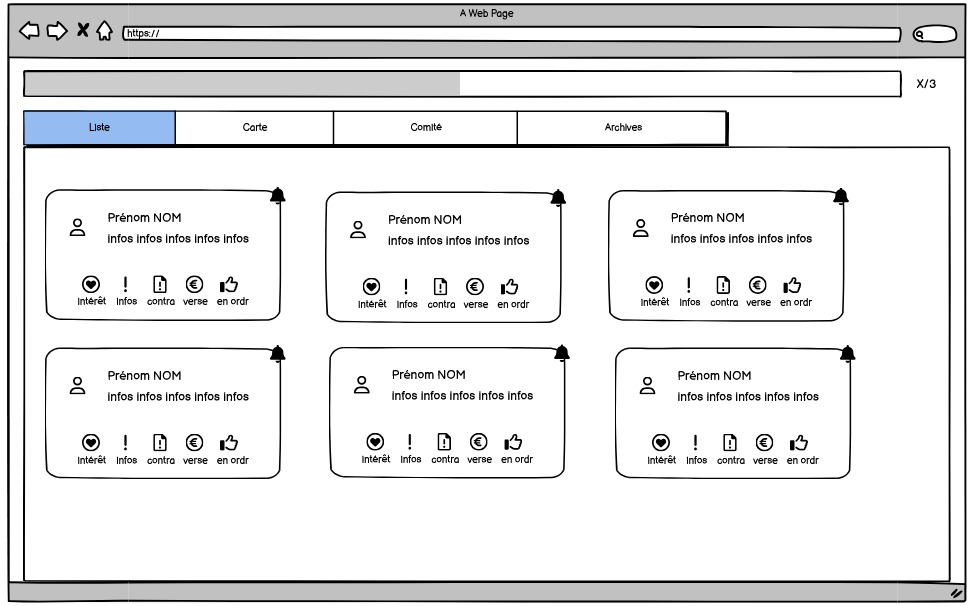 A Web Page
https://
X/3
Liste Carte Comité Archives
Prénom NOM
infos infos infos infos infos
Intérêt Infos contra verse en ordr
Prénom NOM
infos infos infos infos infos
Intérêt Infos contra verse en ordr
Prénom NOM
infos infos infos infos infos
Intérêt Infos contra verse en ordr
Prénom NOM
infos infos infos infos infos
Intérêt Infos contra verse en ordr
Prénom NOM
infos infos infos infos infos
Intérêt Infos contra verse en ordr
Prénom NOM
infos infos infos infos infos
Intérêt Infos contra verse en ordr